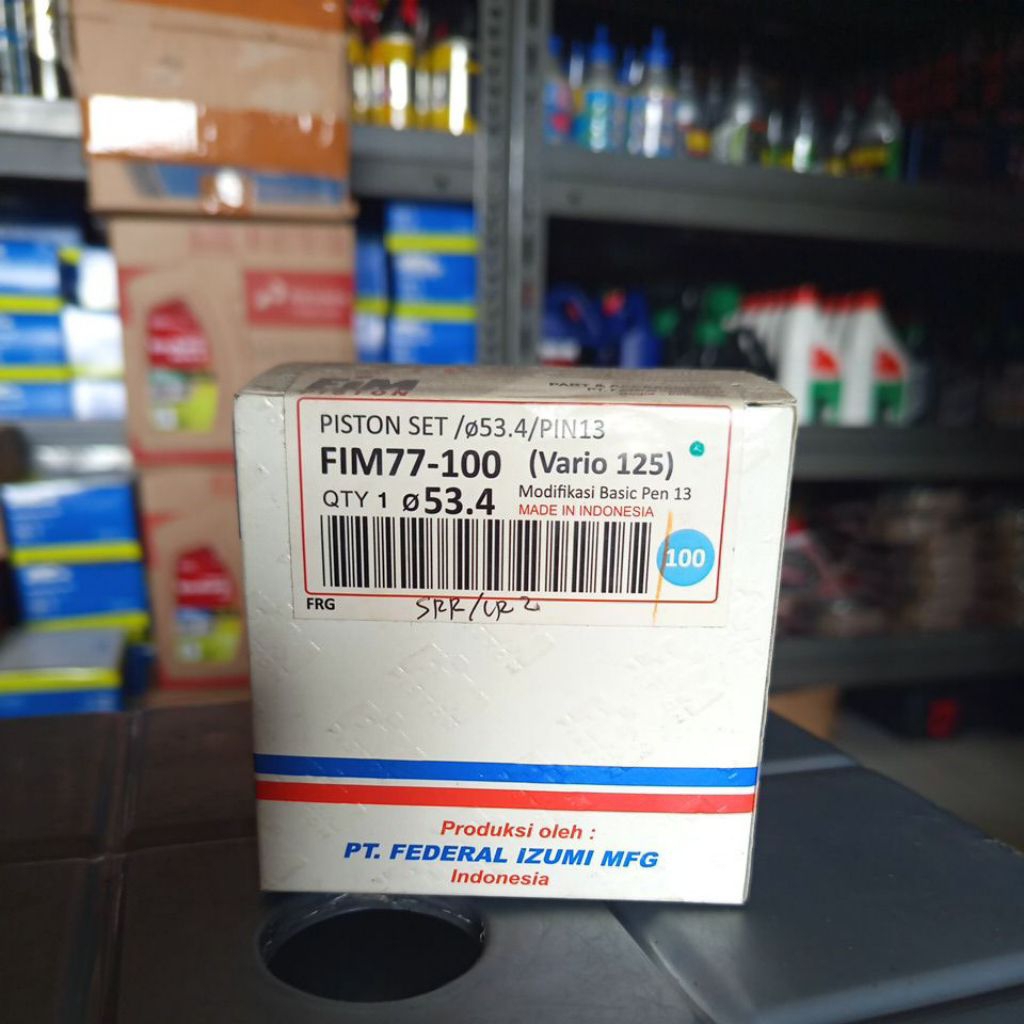 FIM
PISTON
PISTON SET /ø53.4/PIN13
FIM77-100 (Vario 125)
QTY 1 ø53.4 Modifikasi Basic Pen 13
MADE IN INDONESIA
100
FRG
Produksi oleh :
PT. FEDERAL IZUMI MFG
Indonesia